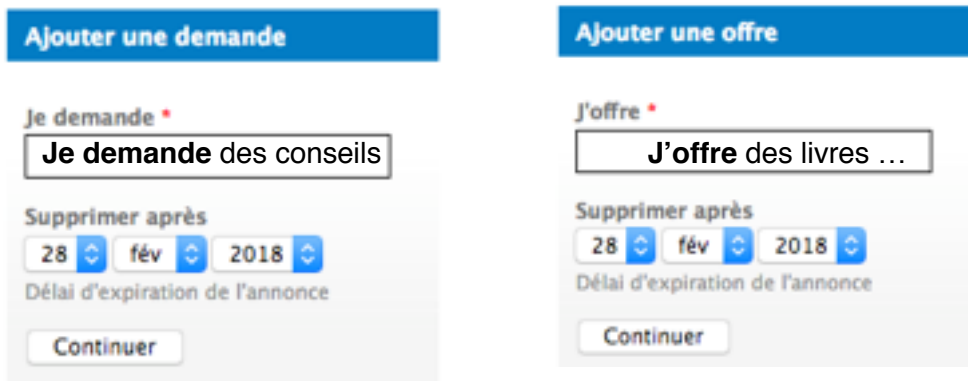 Ajouter une demande
Je demande *
Je demande des conseils
Supprimer après
28 fév 2018
Délai d'expiration de l'annonce
Continuer
Ajouter une offre
J'offre *
J’offre des livres …
Supprimer après
28 fév 2018
Délai d'expiration de l'annonce
Continuer